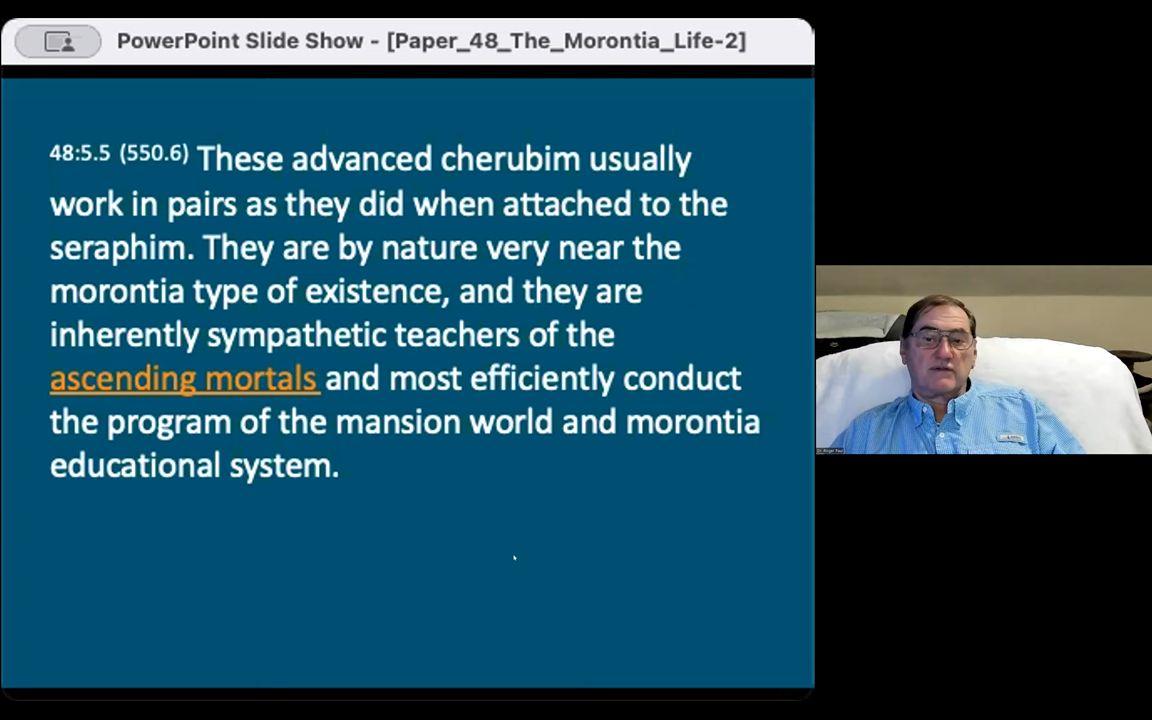 PowerPoint Slide Show - [Paper_48_The_Morontia_Life-2]
48:5.5 (550.6) These advanced cherubim usually
work in pairs as they did when attached to the
seraphim. They are by nature very near the
morontia type of existence, and they are
inherently sympathetic teachers of the
ascending mortals and most efficiently conduct
the program of the mansion world and morontia
educational system.